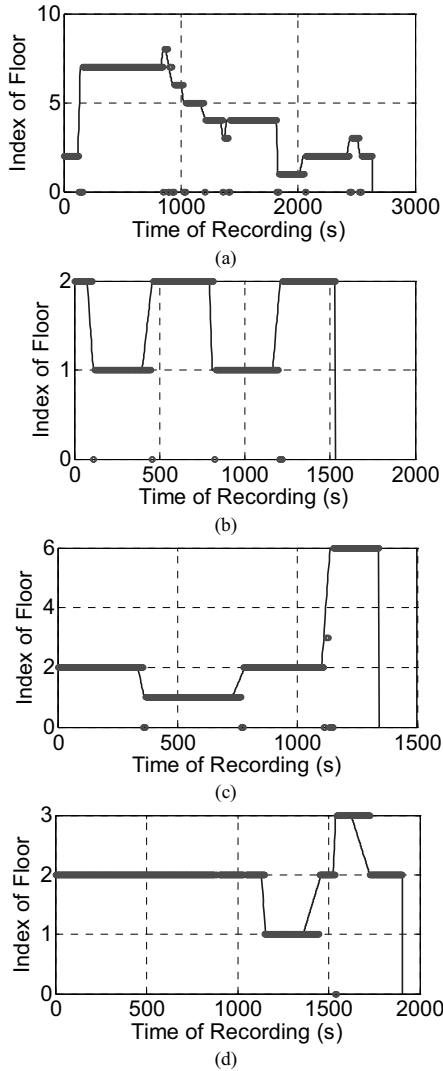 10
5
0
0 1000 2000 3000
Index of Floor
Time of Recording (s)
(a)
2
1
0
0 500 1000 1500 2000
Index of Floor
Time of Recording (s)
(b)
6
4
2
0
0 500 1000 1500
Index of Floor
Time of Recording (s)
(c)
3
2
1
0
0 500 1000 1500 2000
Index of Floor
Time of Recording (s)
(d)